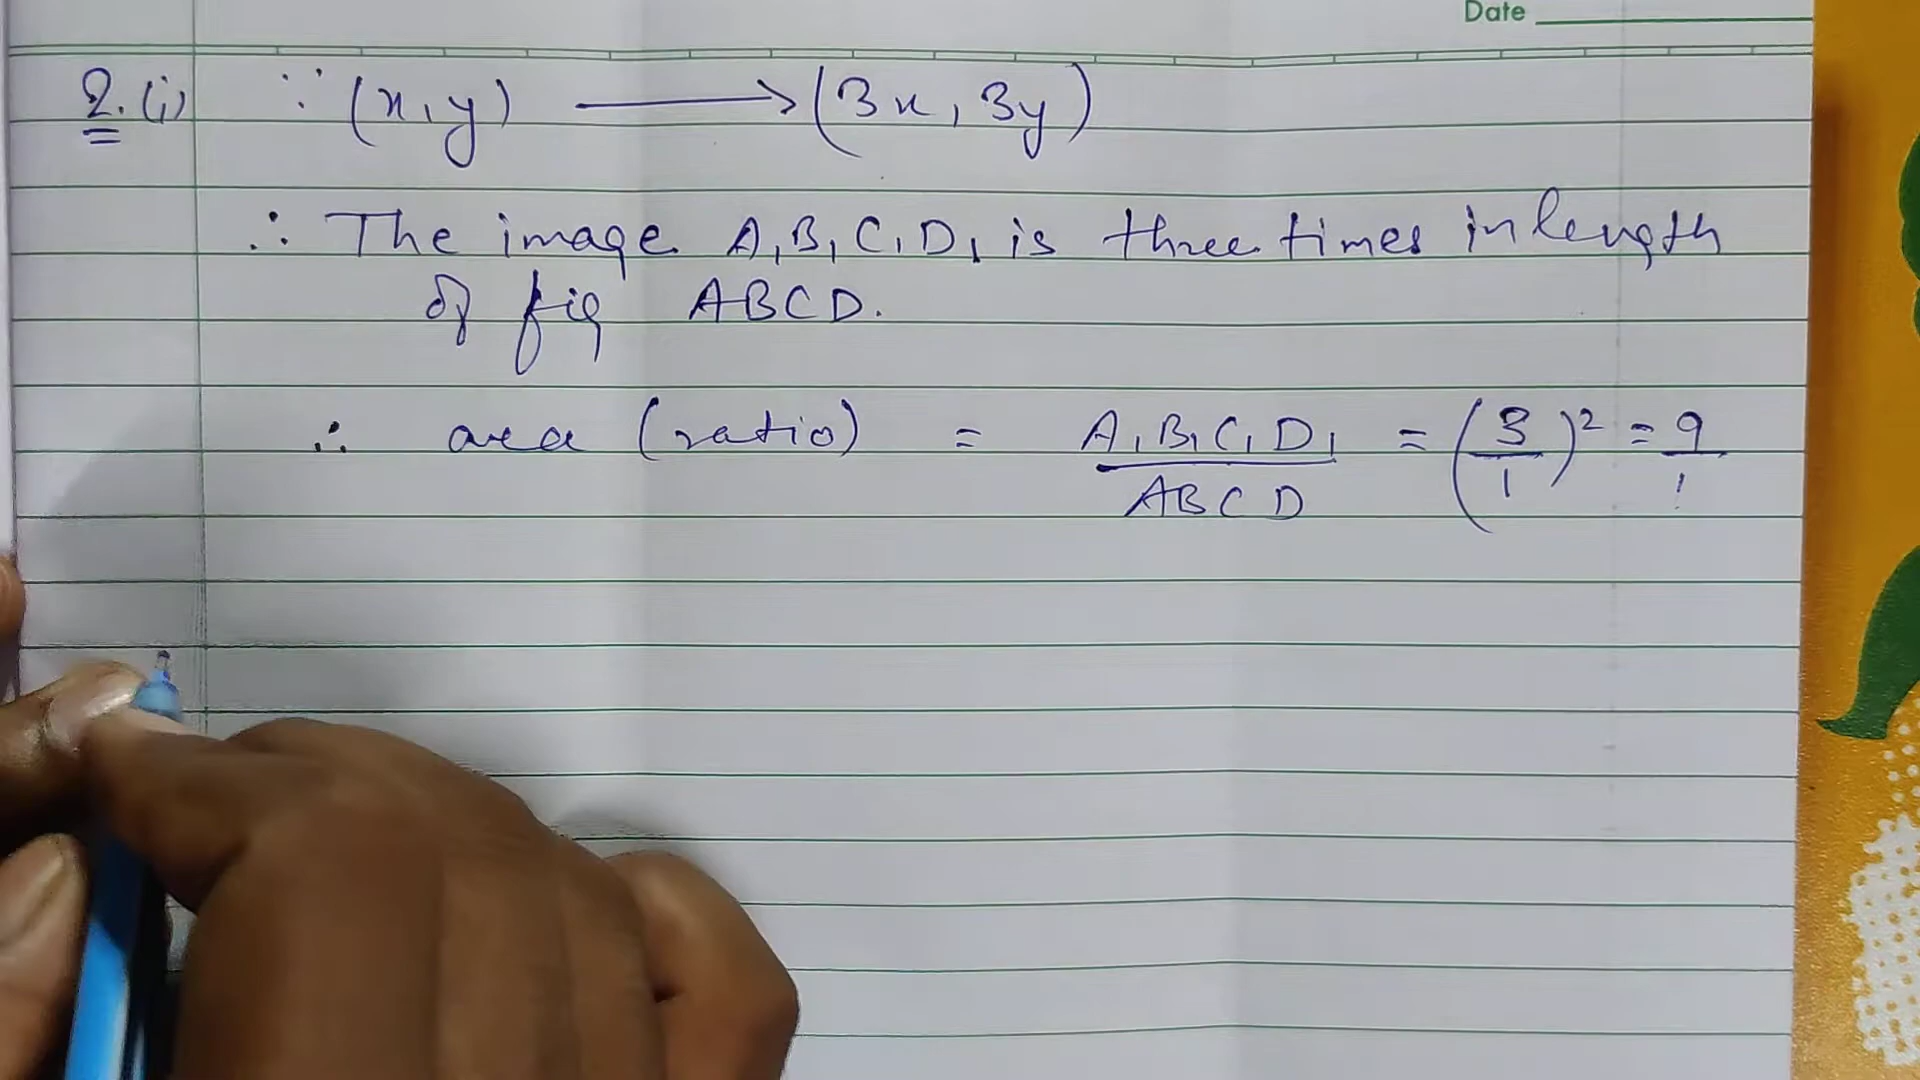 Date
2. (i) ∵ (x, y) ⟶ (3x, 3y)
∴ The image A₁B₁C₁D₁ is three times in length
of fig ABCD.
∴ area (ratio) = A₁B₁C₁D₁/ABCD = (3/1)² = 9/1